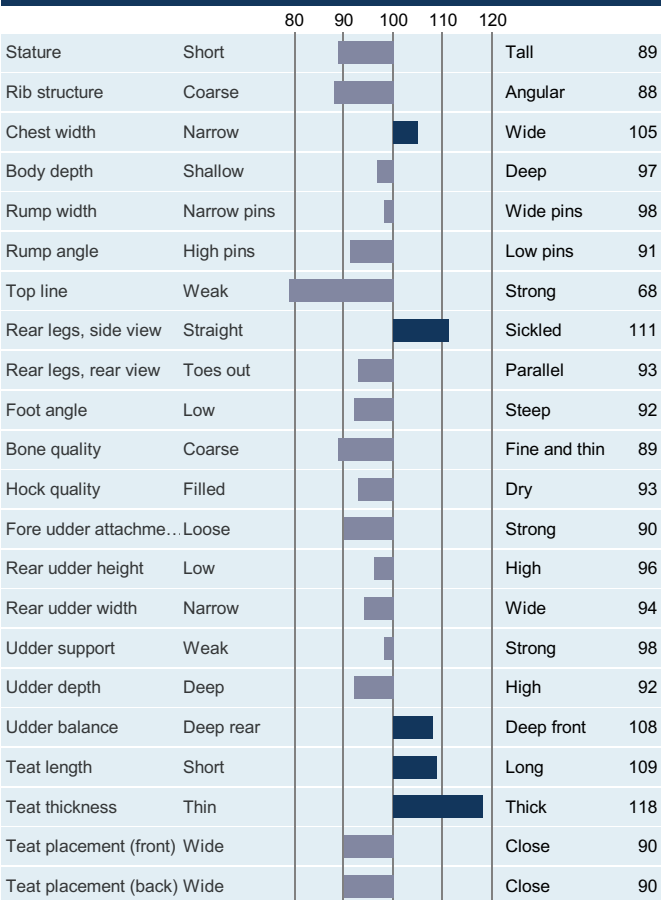 80 90 100 110 120
Stature Short Tall 89
Rib structure Coarse Angular 88
Chest width Narrow Wide 105
Body depth Shallow Deep 97
Rump width Narrow pins Wide pins 98
Rump angle High pins Low pins 91
Top line Weak Strong 68
Rear legs, side view Straight Sickled 111
Rear legs, rear view Toes out Parallel 93
Foot angle Low Steep 92
Bone quality Coarse Fine and thin 89
Hock quality Filled Dry 93
Fore udder attachme... Loose Strong 90
Rear udder height Low High 96
Rear udder width Narrow Wide 94
Udder support Weak Strong 98
Udder depth Deep High 92
Udder balance Deep rear Deep front 108
Teat length Short Long 109
Teat thickness Thin Thick 118
Teat placement (front) Wide Close 90
Teat placement (back) Wide Close 90